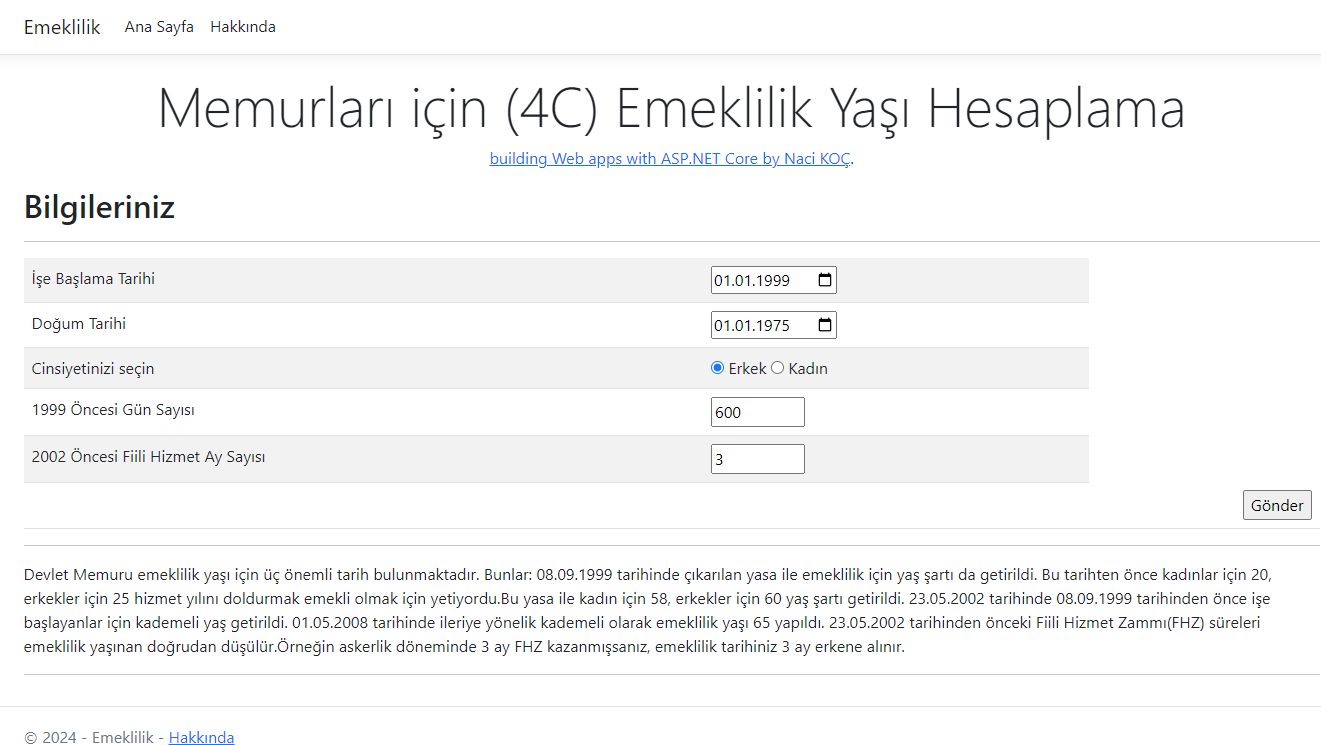 Emeklilik Ana Sayfa Hakkında
Memurları için (4C) Emeklilik Yaşı Hesaplama
building Web apps with ASP.NET Core by Naci KOÇ.
Bilgileriniz
İşe Başlama Tarihi 01.01.1999
Doğum Tarihi 01.01.1975
Cinsiyetinizi seçin Erkek Kadın
1999 Öncesi Gün Sayısı 600
2002 Öncesi Fiili Hizmet Ay Sayısı 3
Gönder
Devlet Memuru emeklilik yaşı için üç önemli tarih bulunmaktadır. Bunlar: 08.09.1999 tarihinde çıkarılan yasa ile emeklilik için yaş şartı da getirildi. Bu tarihten önce kadınlar için 20,
erkekler için 25 hizmet yılını doldurmak emekli olmak için yetiyordu.Bu yasa ile kadın için 58, erkekler için 60 yaş şartı getirildi. 23.05.2002 tarihinde 08.09.1999 tarihinden önce işe
başlayanlar için kademeli yaş getirildi. 01.05.2008 tarihinde ileriye yönelik kademeli olarak emeklilik yaşı 65 yapıldı. 23.05.2002 tarihinden önceki Fiili Hizmet Zammı(FHZ) süreleri
emeklilik yaşınan doğrudan düşülür.Örneğin askerlik döneminde 3 ay FHZ kazanmışsanız, emeklilik tarihiniz 3 ay erkene alınır.
© 2024 - Emeklilik - Hakkında